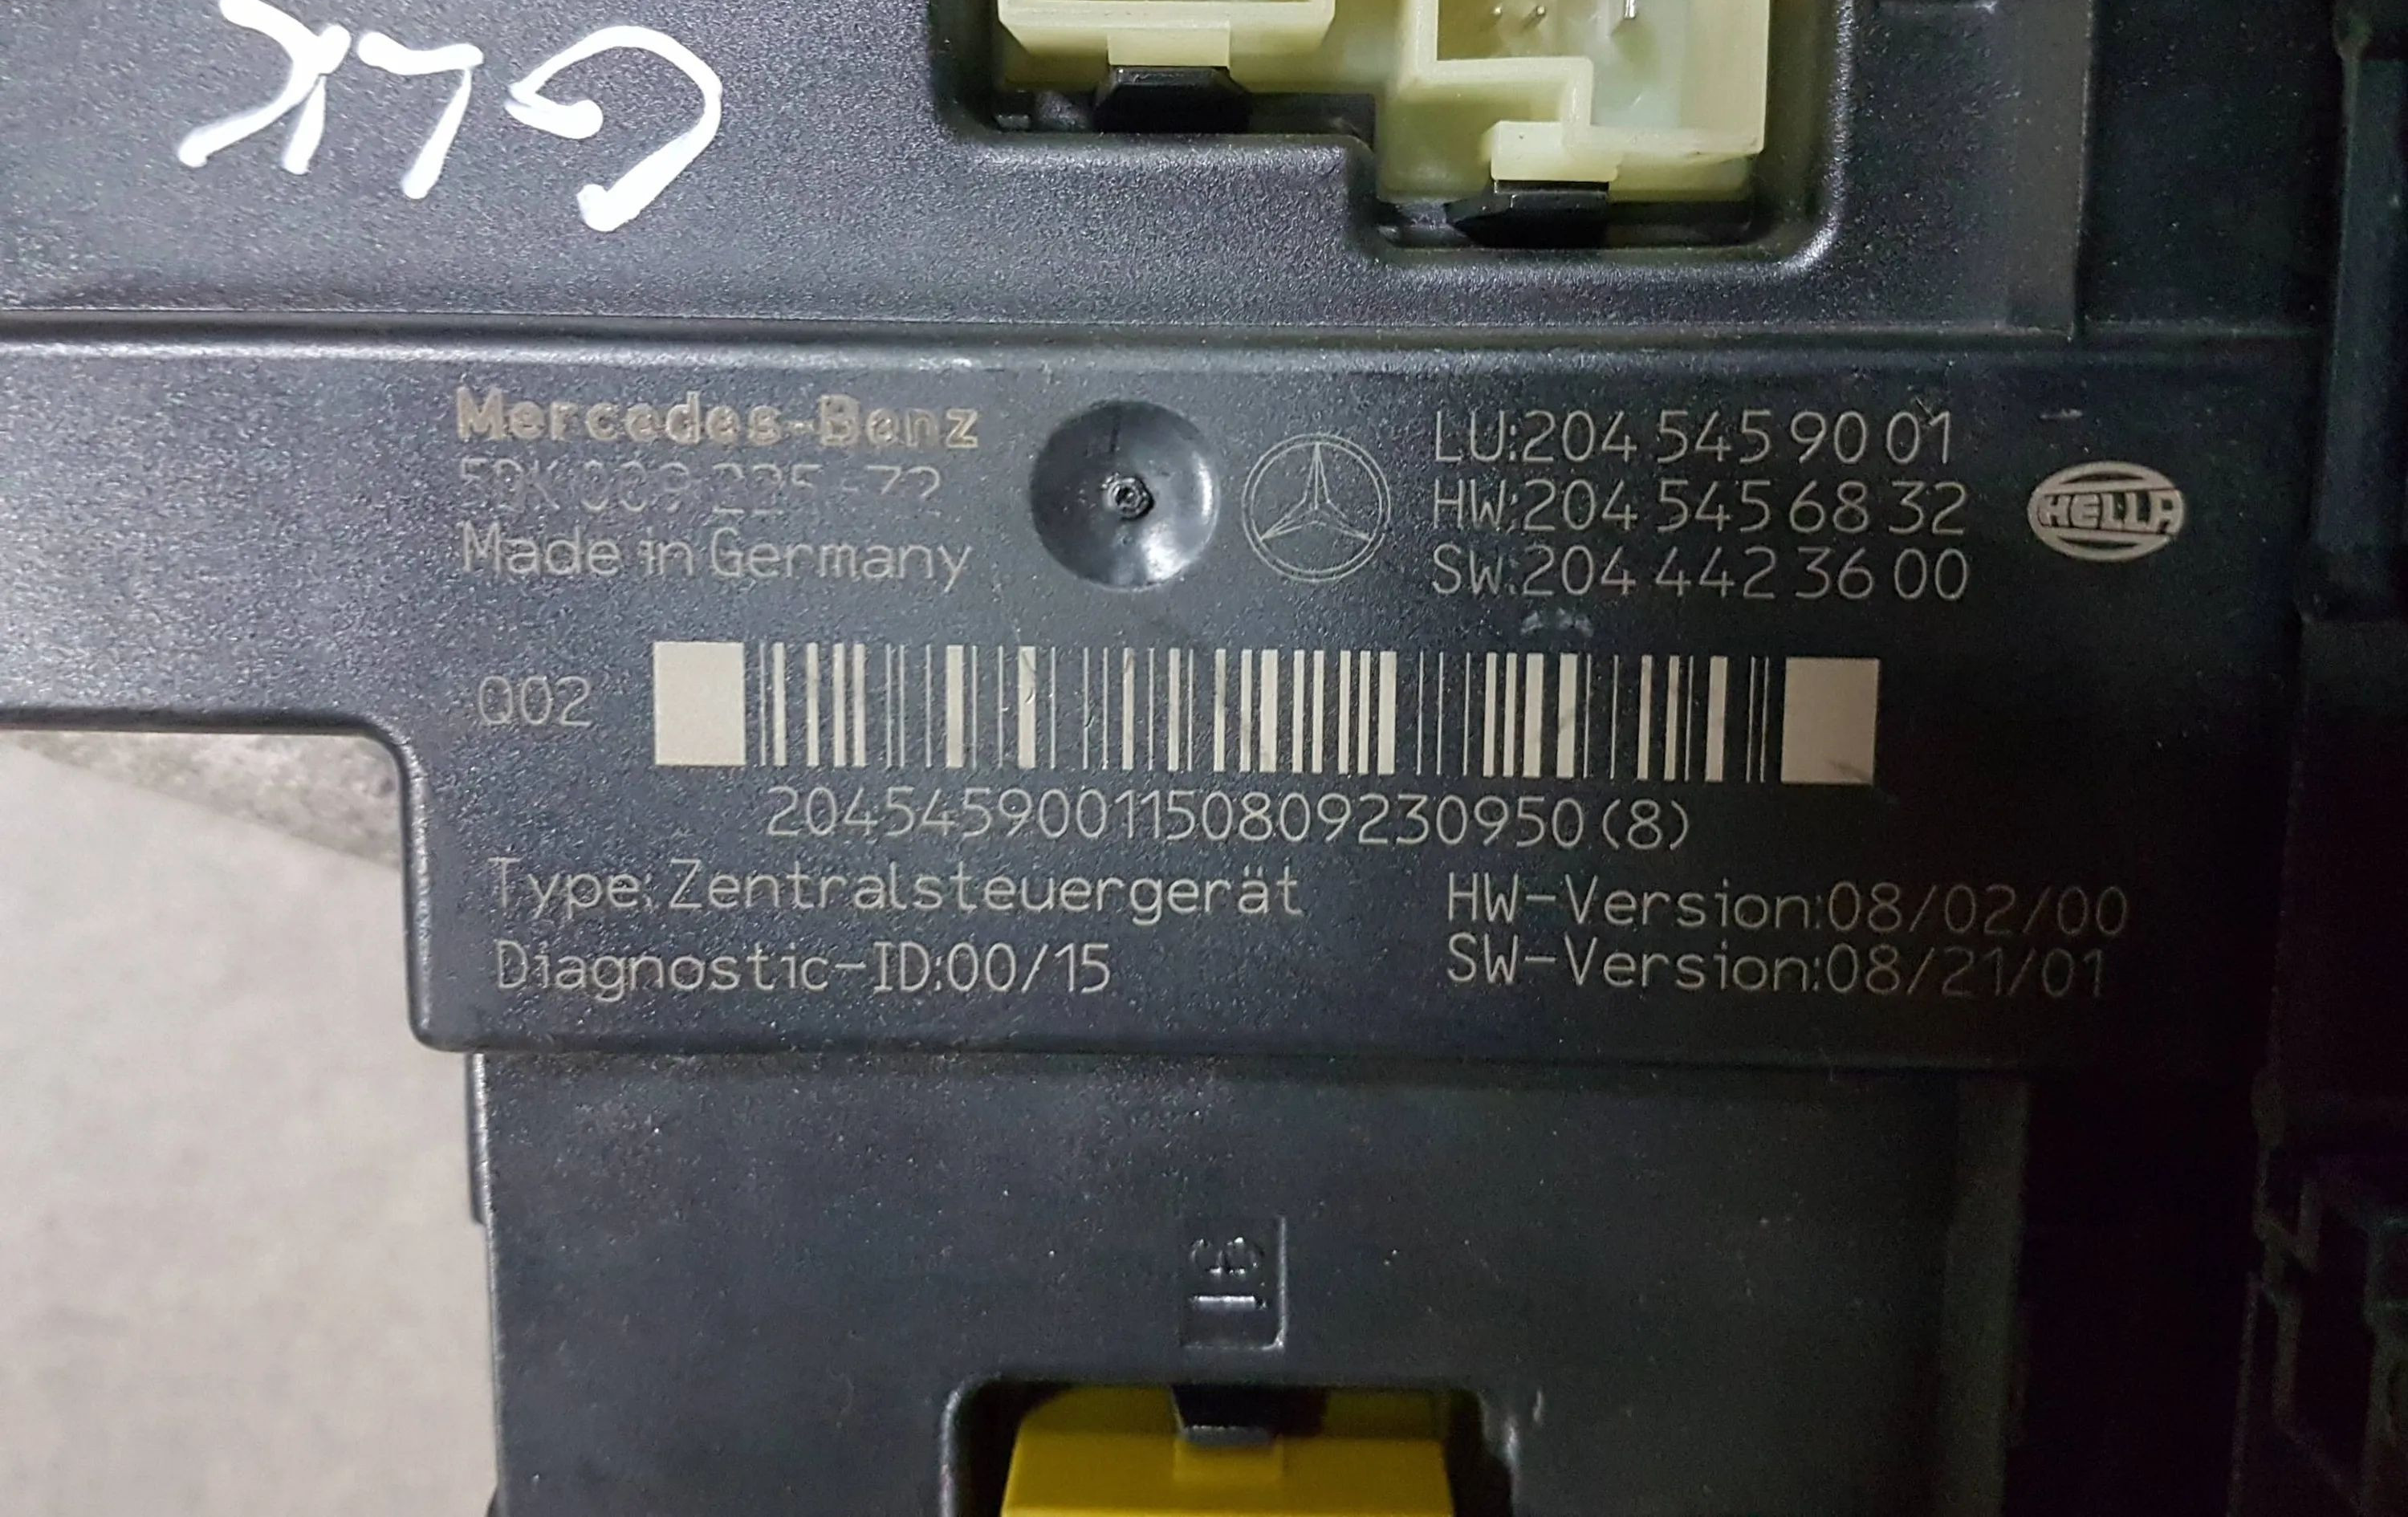 GLK
Mercedes-Benz
Made in Germany
LU:204 545 90 01
HW:204 545 68 32
SW:204 442 36 00
HELLA
Q02
2045459001150809230950(8)
Type:Zentralsteuergerät
Diagnostic-ID:00/15
HW-Version:08/02/00
SW-Version:08/21/01